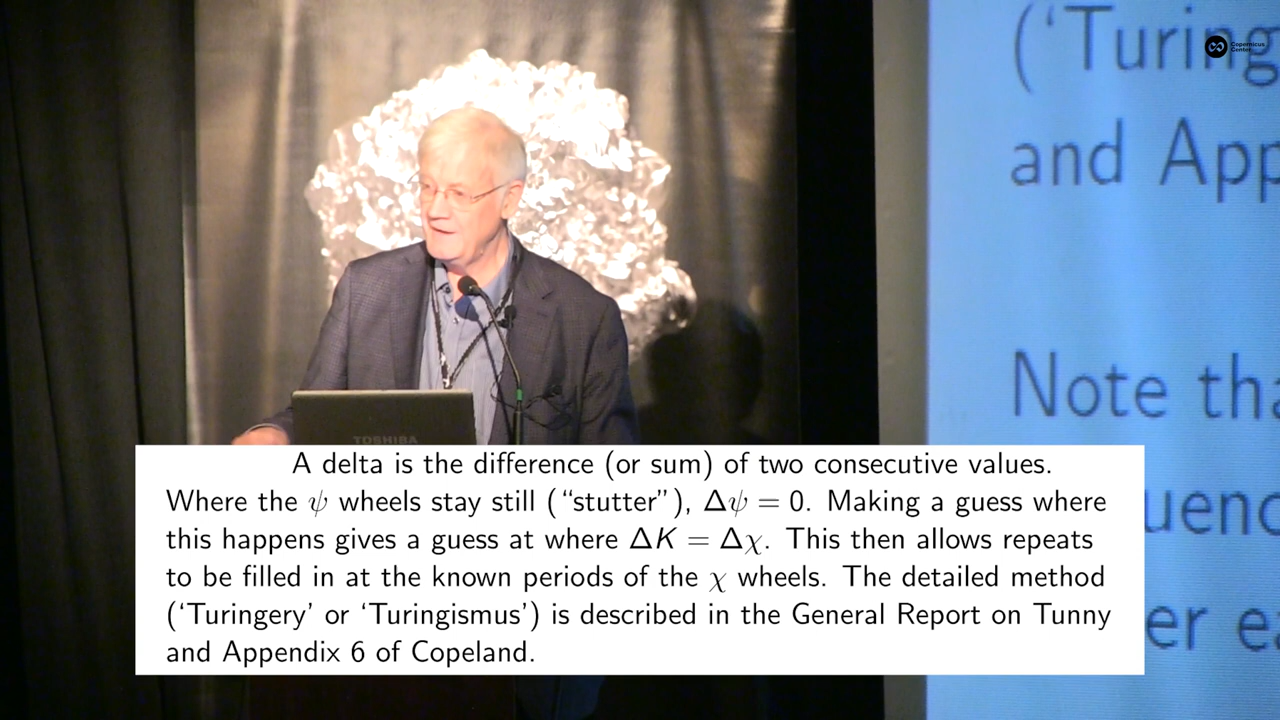 Copernicus
Center
('Turing
and App
Note tha
uenc
er ea
TOSHIBA
A delta is the difference (or sum) of two consecutive values.
Where the ψ wheels stay still (“stutter”), Δψ = 0. Making a guess where
this happens gives a guess at where ΔK = Δχ. This then allows repeats
to be filled in at the known periods of the χ wheels. The detailed method
(‘Turingery’ or ‘Turingismus’) is described in the General Report on Tunny
and Appendix 6 of Copeland.